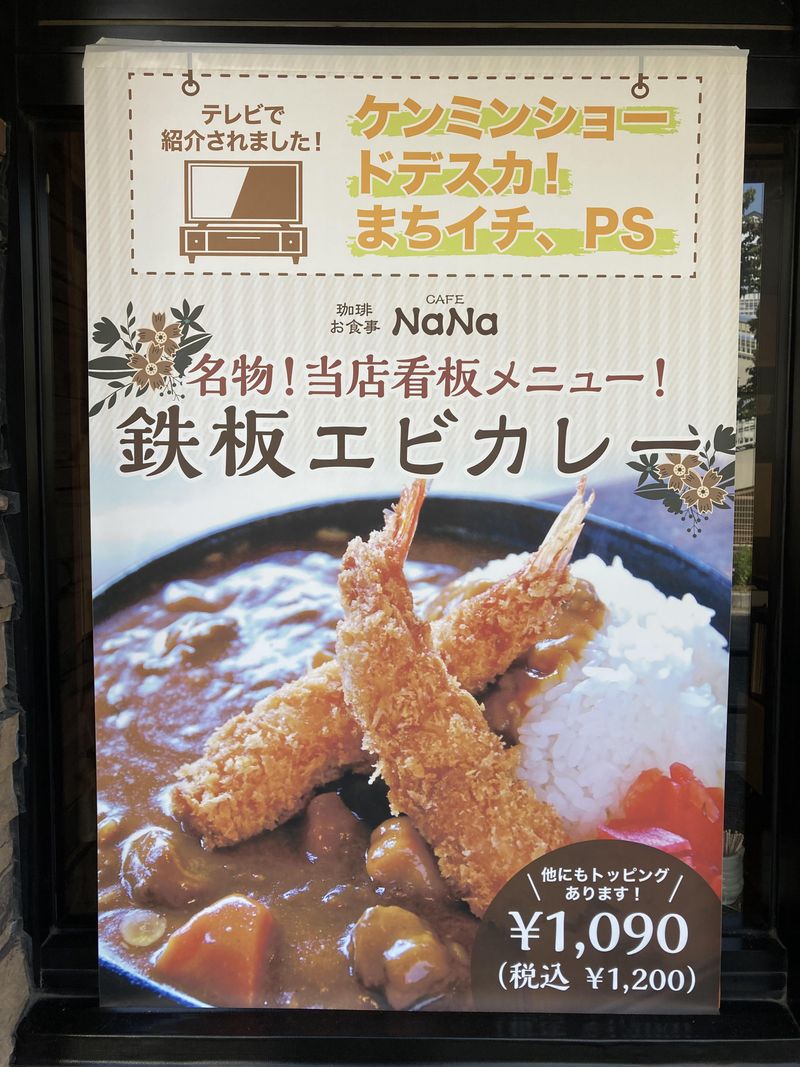 テレビで
紹介されました!
ケンミンショー
ドデスカ!
まちイチ、PS
珈琲
お食事
CAFE
NaNa
名物!当店看板メニュー!
鉄板エビカレー
他にもトッピング
あります!
¥1,090
(税込 ¥1,200)